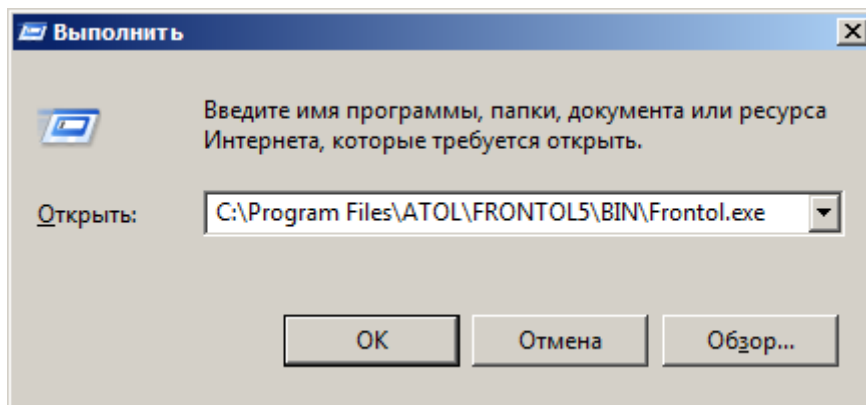 Выполнить
Введите имя программы, папки, документа или ресурса
Интернета, которые требуется открыть.
Открыть: C:\Program Files\ATOL\FRONTOL5\BIN\Frontol.exe
ОК Отмена Обзор...